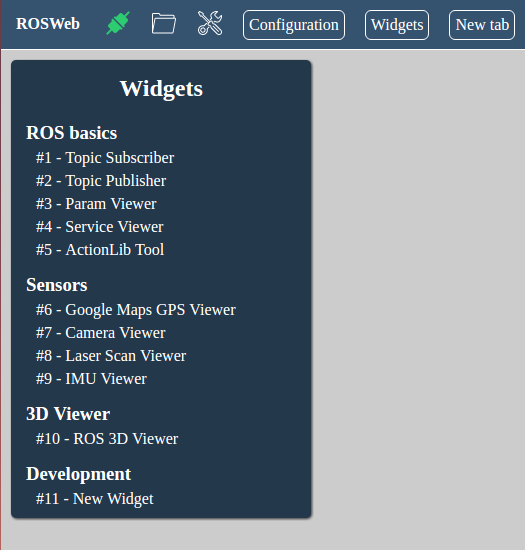 ROSWeb Configuration Widgets New tab
Widgets
ROS basics
#1 - Topic Subscriber
#2 - Topic Publisher
#3 - Param Viewer
#4 - Service Viewer
#5 - ActionLib Tool
Sensors
#6 - Google Maps GPS Viewer
#7 - Camera Viewer
#8 - Laser Scan Viewer
#9 - IMU Viewer
3D Viewer
#10 - ROS 3D Viewer
Development
#11 - New Widget